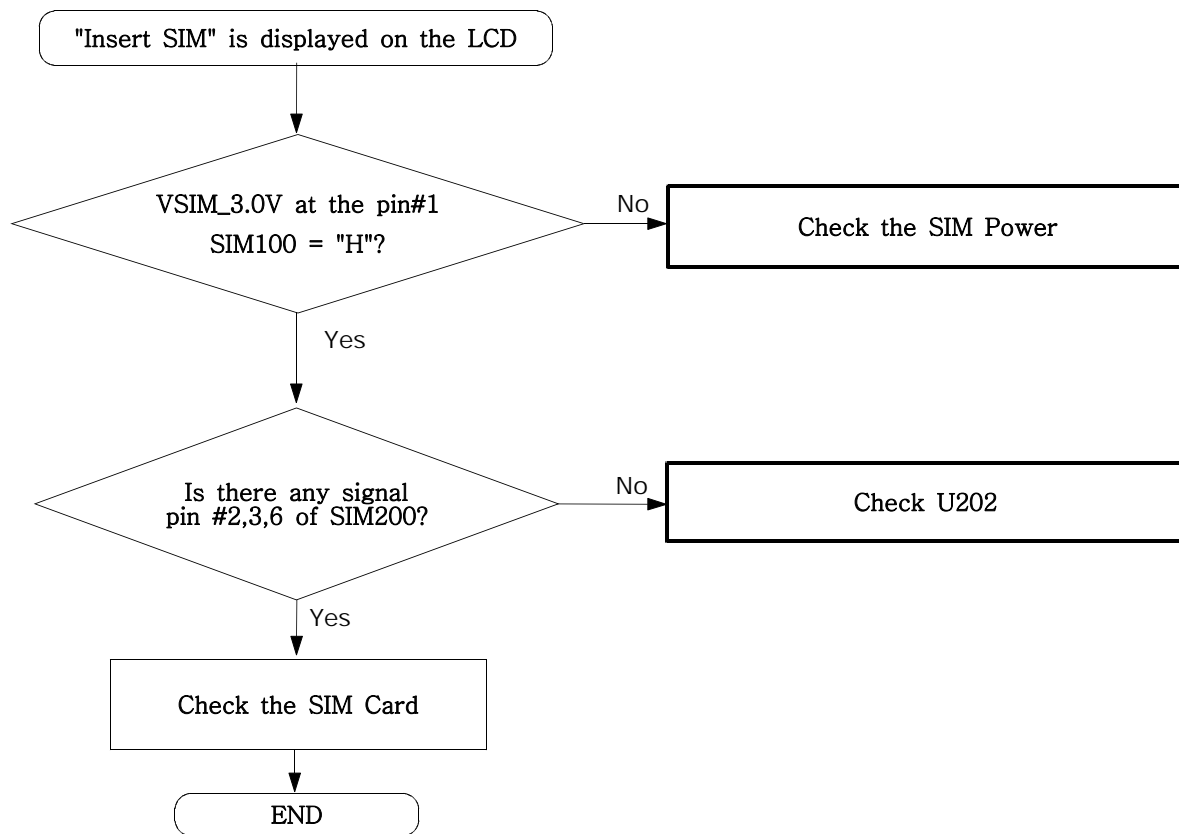 "Insert SIM" is displayed on the LCD
VSIM_3.0V at the pin#1
SIM100 = "H"?
No
Check the SIM Power
Yes
Is there any signal
pin #2,3,6 of SIM200?
No
Check U202
Yes
Check the SIM Card
END